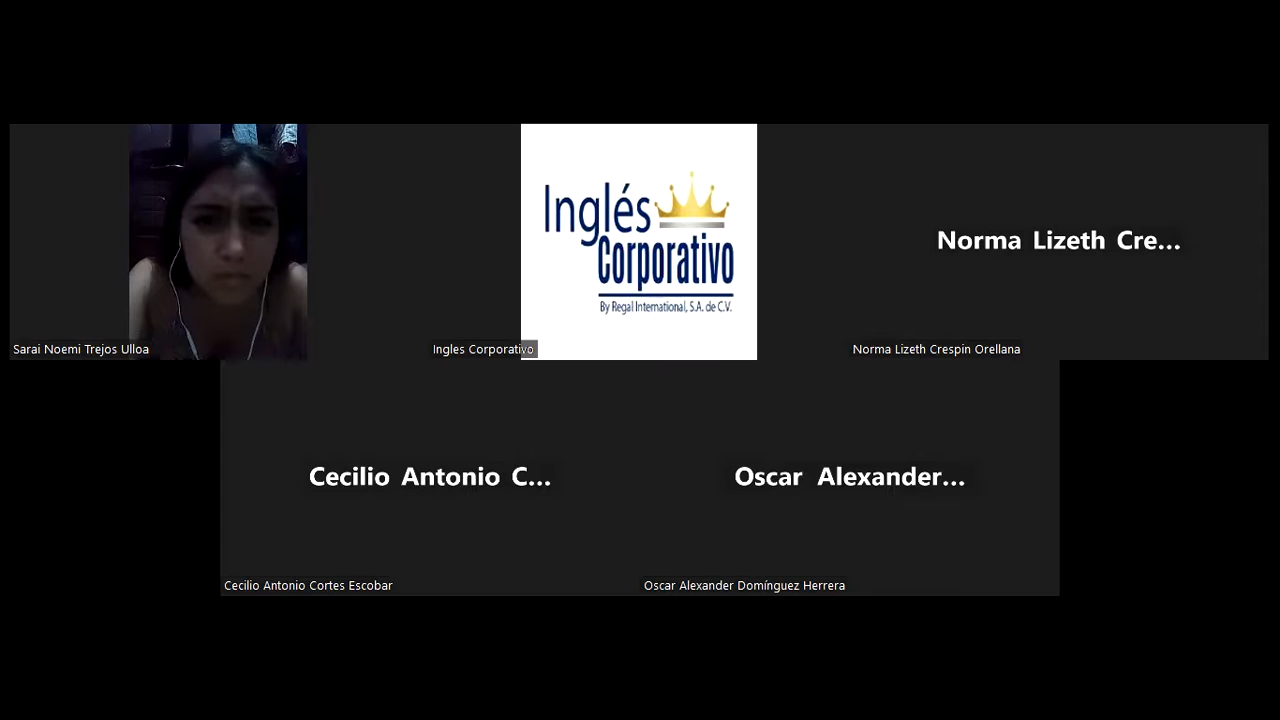 Inglés
Corporativo
By Regal International, S.A. de C.V.
Norma Lizeth Cre...
Sarai Noemi Trejos Ulloa
Ingles Corporativo
Norma Lizeth Crespin Orellana
Cecilio Antonio C...
Oscar Alexander...
Cecilio Antonio Cortes Escobar
Oscar Alexander Domínguez Herrera